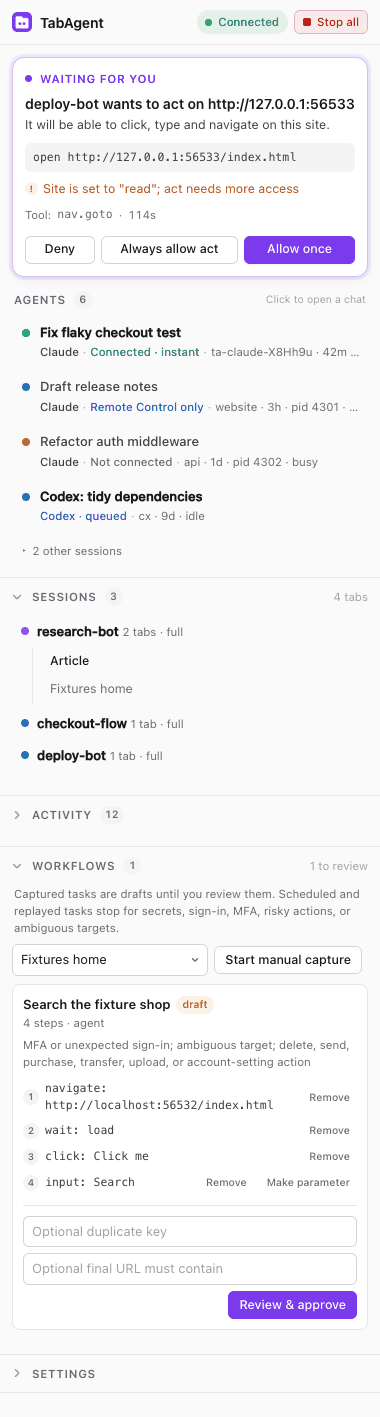 TabAgent
Connected
Stop all
WAITING FOR YOU
deploy-bot wants to act on http://127.0.0.1:56533
It will be able to click, type and navigate on this site.
open http://127.0.0.1:56533/index.html
! Site is set to "read"; act needs more access
Tool: nav.goto · 114s
Deny
Always allow act
Allow once
AGENTS 6
Click to open a chat
Fix flaky checkout test
Claude · Connected · instant · ta-claude-X8Hh9u · 42m ...
Draft release notes
Claude · Remote Control only · website · 3h · pid 4301 · ...
Refactor auth middleware
Claude · Not connected · api · 1d · pid 4302 · busy
Codex: tidy dependencies
Codex · queued · cx · 9d · idle
2 other sessions
SESSIONS 3
4 tabs
research-bot 2 tabs · full
Article
Fixtures home
checkout-flow 1 tab · full
deploy-bot 1 tab · full
ACTIVITY 12
WORKFLOWS 1
1 to review
Captured tasks are drafts until you review them. Scheduled and
replayed tasks stop for secrets, sign-in, MFA, risky actions, or
ambiguous targets.
Fixtures home
Start manual capture
Search the fixture shop draft
4 steps · agent
MFA or unexpected sign-in; ambiguous target; delete, send,
purchase, transfer, upload, or account-setting action
1 navigate:
http://localhost:56532/index.html
Remove
2 wait: load Remove
3 click: Click me Remove
4 input: Search Remove Make parameter
Optional duplicate key
Optional final URL must contain
Review & approve
SETTINGS